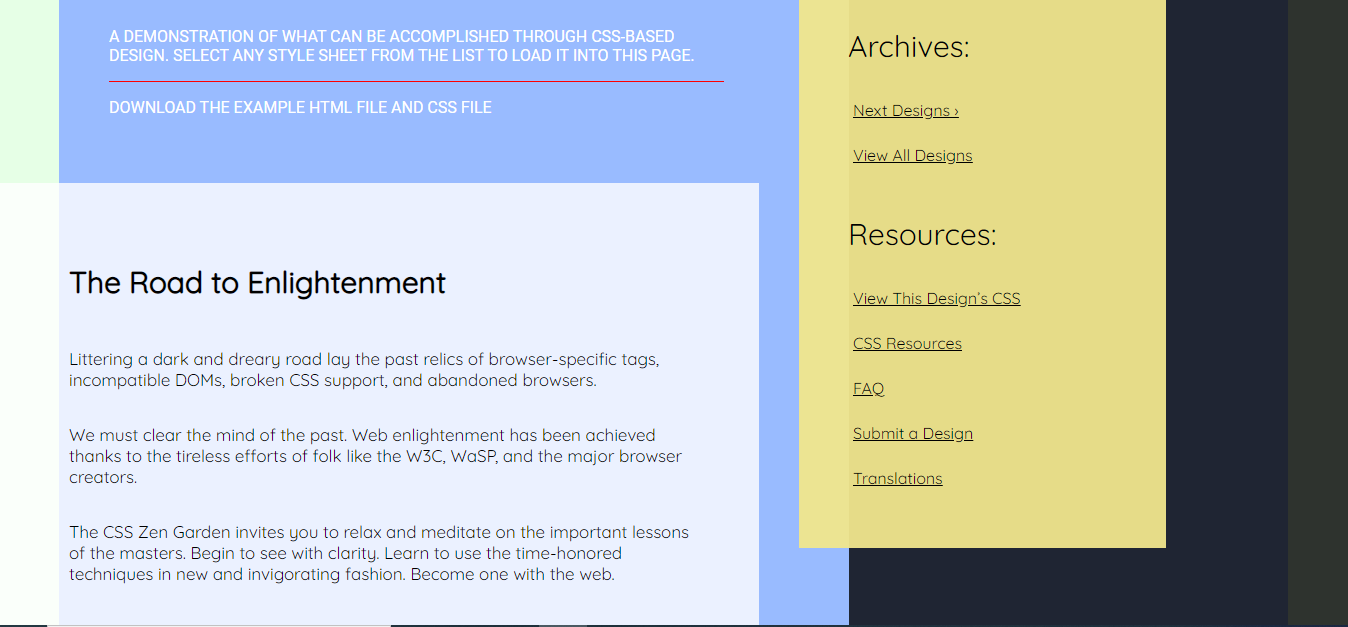 A DEMONSTRATION OF WHAT CAN BE ACCOMPLISHED THROUGH CSS-BASED
DESIGN. SELECT ANY STYLE SHEET FROM THE LIST TO LOAD IT INTO THIS PAGE.
DOWNLOAD THE EXAMPLE HTML FILE AND CSS FILE
The Road to Enlightenment
Littering a dark and dreary road lay the past relics of browser-specific tags,
incompatible DOMs, broken CSS support, and abandoned browsers.
We must clear the mind of the past. Web enlightenment has been achieved
thanks to the tireless efforts of folk like the W3C, WaSP, and the major browser
creators.
The CSS Zen Garden invites you to relax and meditate on the important lessons
of the masters. Begin to see with clarity. Learn to use the time-honored
techniques in new and invigorating fashion. Become one with the web.
Archives:
Next Designs ›
View All Designs
Resources:
View This Design’s CSS
CSS Resources
FAQ
Submit a Design
Translations